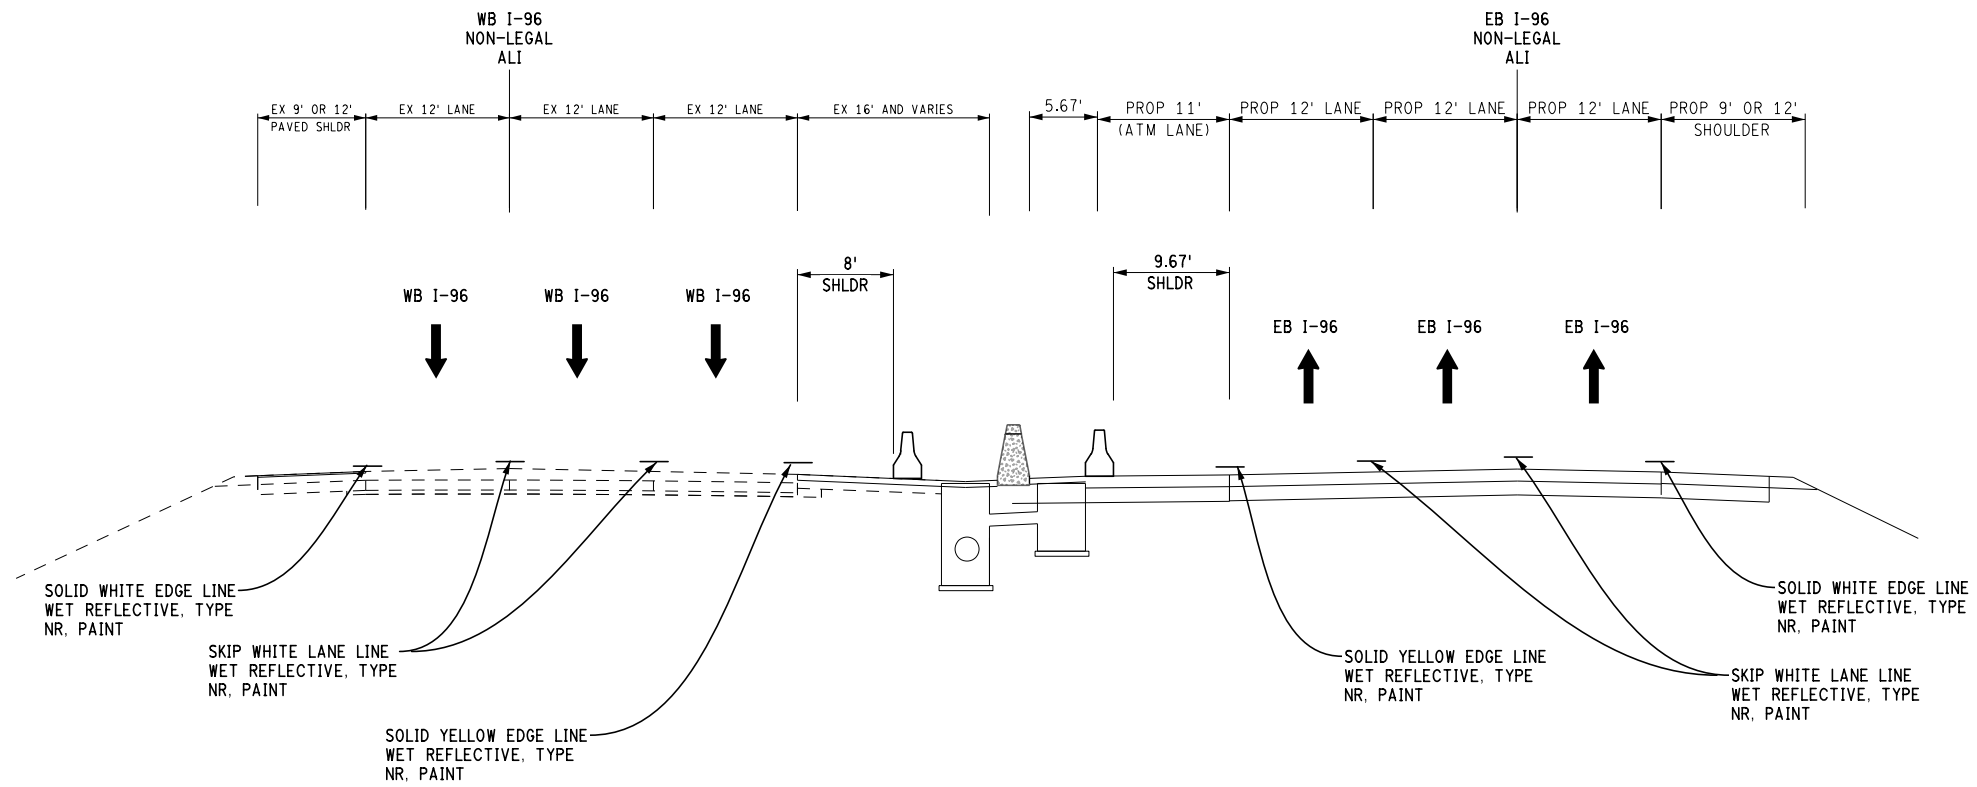 WB I-96
NON-LEGAL
ALI
EB I-96
NON-LEGAL
ALI
EX 9' OR 12'
PAVED SHLDR
EX 12' LANE
EX 12' LANE
EX 12' LANE
EX 16' AND VARIES
5.67'
PROP 11'
(ATM LANE)
PROP 12' LANE
PROP 12' LANE
PROP 12' LANE
PROP 9' OR 12'
SHOULDER
8'
SHLDR
9.67'
SHLDR
WB I-96
WB I-96
WB I-96
EB I-96
EB I-96
EB I-96
SOLID WHITE EDGE LINE
WET REFLECTIVE, TYPE
NR, PAINT
SKIP WHITE LANE LINE
WET REFLECTIVE, TYPE
NR, PAINT
SOLID YELLOW EDGE LINE
WET REFLECTIVE, TYPE
NR, PAINT
SOLID YELLOW EDGE LINE
WET REFLECTIVE, TYPE
NR, PAINT
SKIP WHITE LANE LINE
WET REFLECTIVE, TYPE
NR, PAINT
SOLID WHITE EDGE LINE
WET REFLECTIVE, TYPE
NR, PAINT